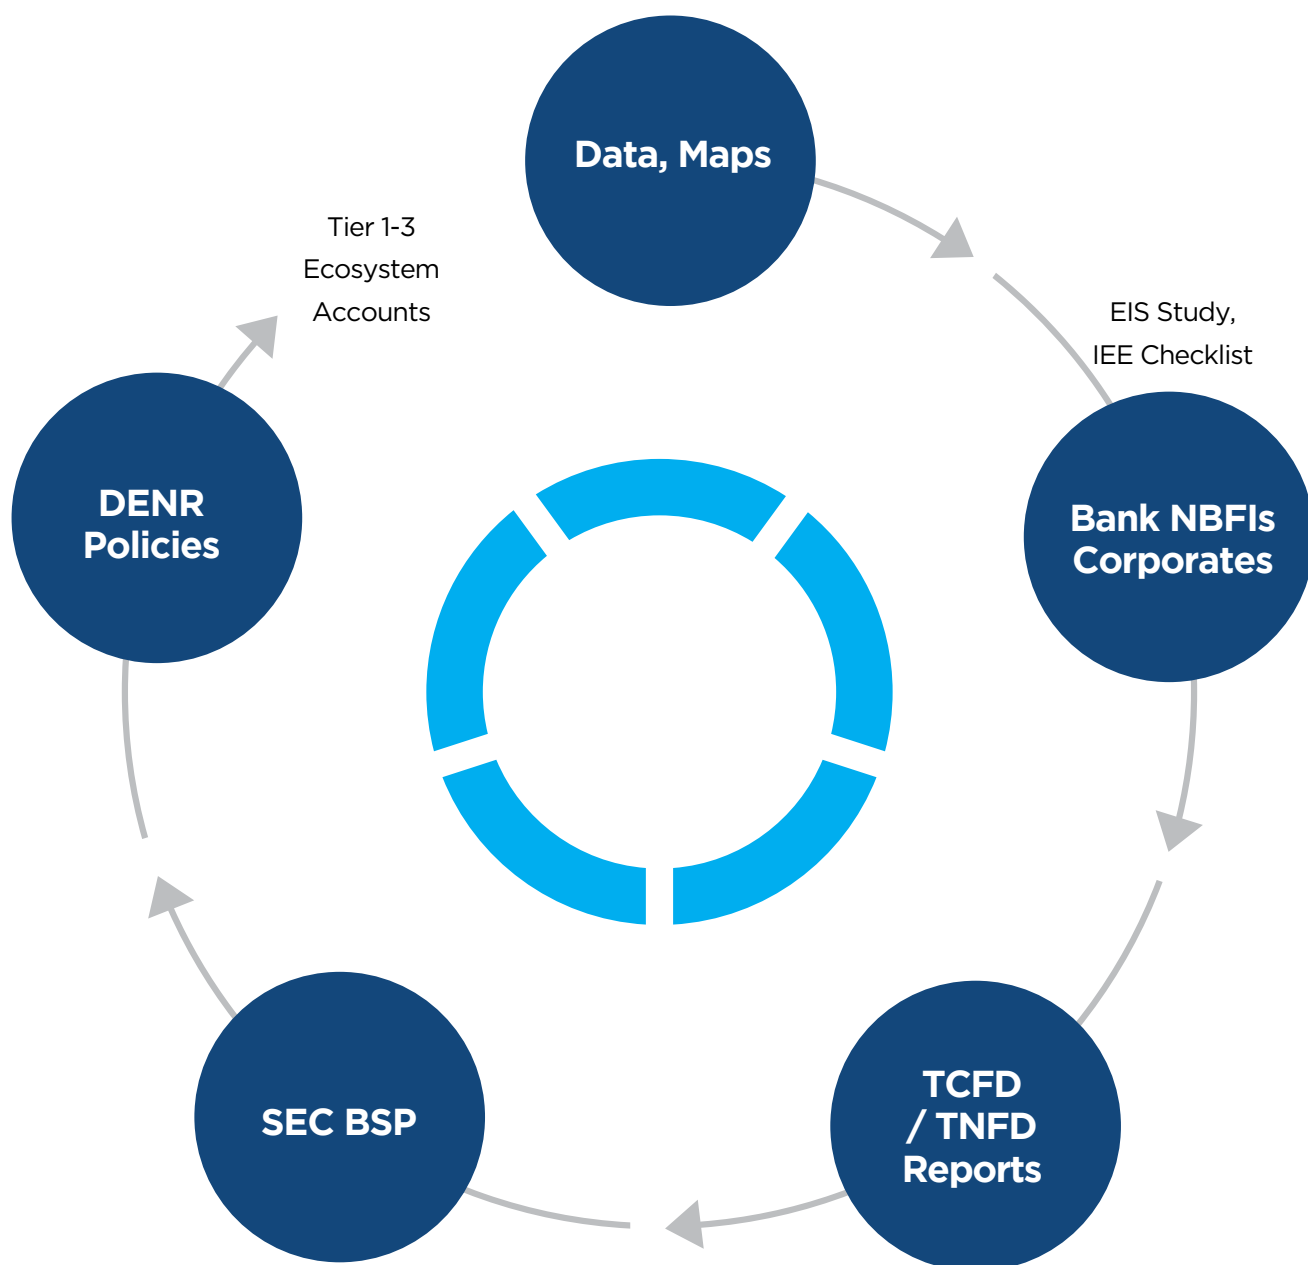 Data, Maps
Tier 1-3
Ecosystem
Accounts
EIS Study,
IEE Checklist
DENR
Policies
Bank NBFIs
Corporates
TCFD
/ TNFD
Reports
SEC BSP